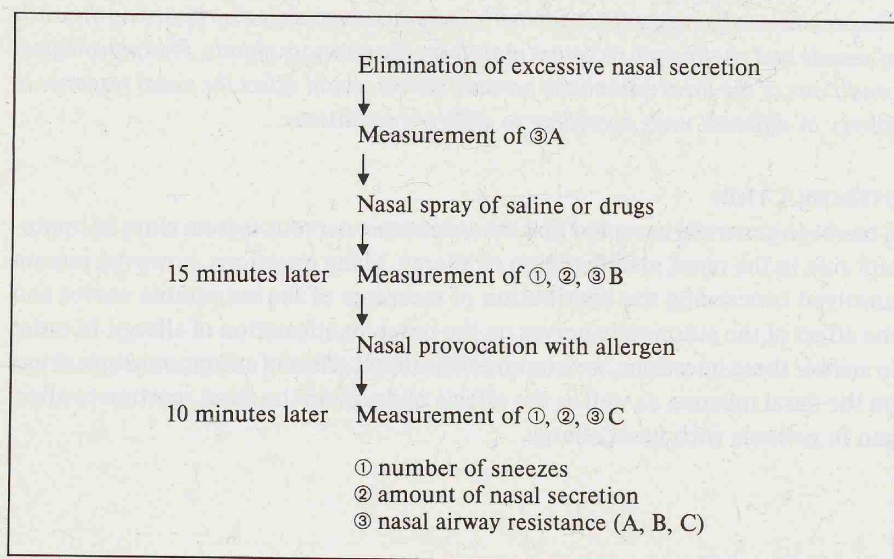 Elimination of excessive nasal secretion
Measurement of ③A
Nasal spray of saline or drugs
15 minutes later Measurement of ①, ②, ③B
Nasal provocation with allergen
10 minutes later Measurement of ①, ②, ③C
① number of sneezes
② amount of nasal secretion
③ nasal airway resistance (A, B, C)